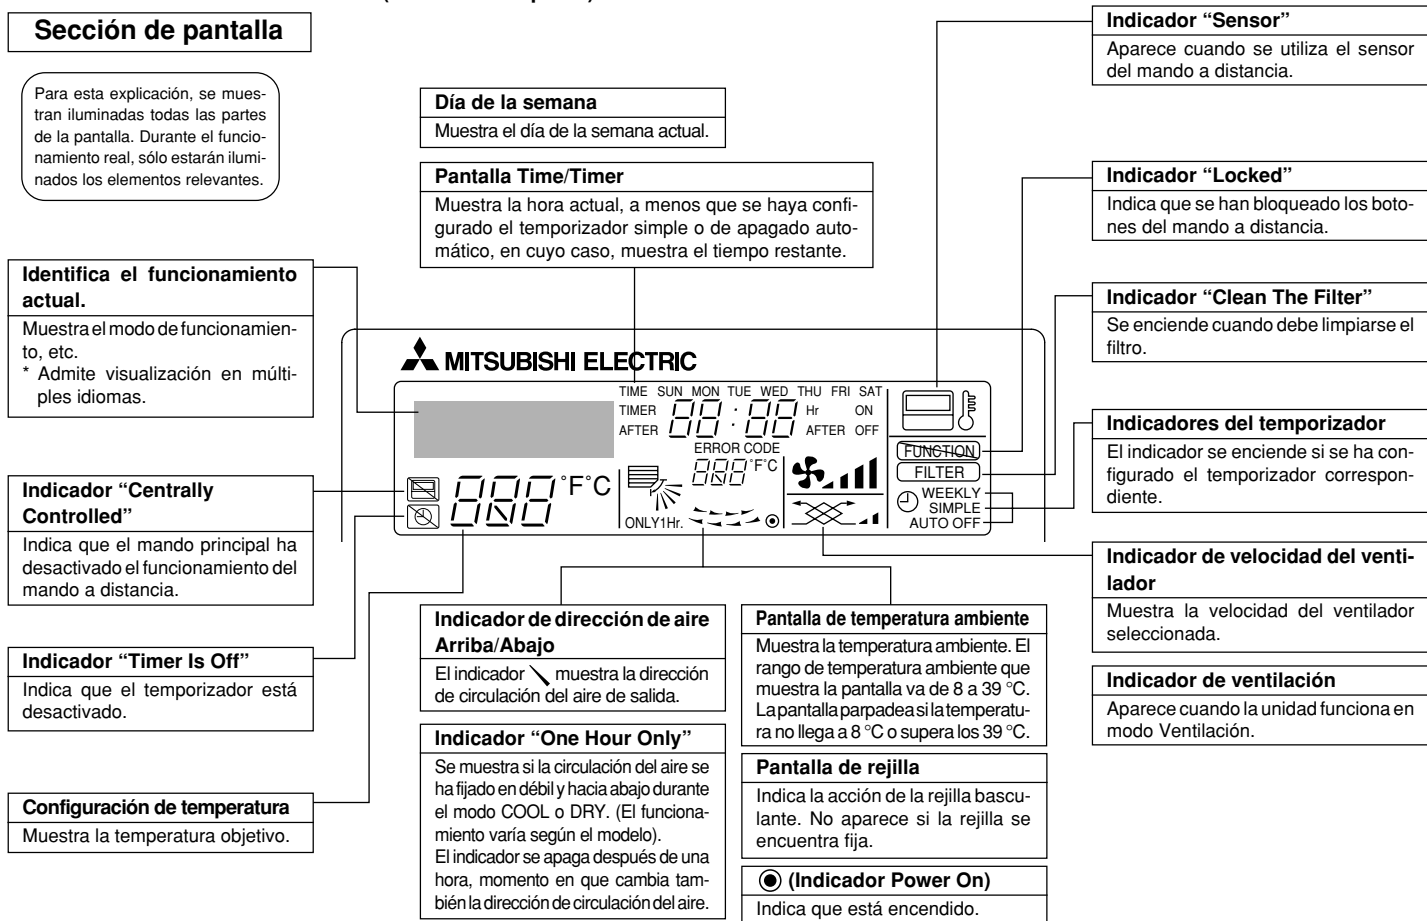 Sección de pantalla
Para esta explicación, se mues-
tran iluminadas todas las partes
de la pantalla. Durante el funcio-
namiento real, sólo estarán ilumi-
nados los elementos relevantes.
Identifica el funcionamiento
actual.
Muestra el modo de funcionamien-
to, etc.
* Admite visualización en múlti-
ples idiomas.
Indicador “Centrally
Controlled”
Indica que el mando principal ha
desactivado el funcionamiento del
mando a distancia.
Indicador “Timer Is Off”
Indica que el temporizador está
desactivado.
Configuración de temperatura
Muestra la temperatura objetivo.
Día de la semana
Muestra el día de la semana actual.
Pantalla Time/Timer
Muestra la hora actual, a menos que se haya confi-
gurado el temporizador simple o de apagado auto-
mático, en cuyo caso, muestra el tiempo restante.
MITSUBISHI ELECTRIC
TIME SUN MON TUE WED THU FRI SAT
TIMER 88:88 Hr ON
AFTER AFTER OFF
ERROR CODE
888 °F°C
888 °F°C
ONLY1Hr.
FUNCTION
FILTER
WEEKLY
SIMPLE
AUTO OFF
Indicador de dirección de aire
Arriba/Abajo
El indicador muestra la dirección
de circulación del aire de salida.
Indicador “One Hour Only”
Se muestra si la circulación del aire se
ha fijado en débil y hacia abajo durante
el modo COOL o DRY. (El funciona-
miento varía según el modelo).
El indicador se apaga después de una
hora, momento en que cambia tam-
bién la dirección de circulación del aire.
Pantalla de temperatura ambiente
Muestra la temperatura ambiente. El
rango de temperatura ambiente que
muestra la pantalla va de 8 a 39 °C.
La pantalla parpadea si la temperatu-
ra no llega a 8 °C o supera los 39 °C.
Pantalla de rejilla
Indica la acción de la rejilla bascu-
lante. No aparece si la rejilla se
encuentra fija.
(Indicador Power On)
Indica que está encendido.
Indicador “Sensor”
Aparece cuando se utiliza el sensor
del mando a distancia.
Indicador “Locked”
Indica que se han bloqueado los boto-
nes del mando a distancia.
Indicador “Clean The Filter”
Se enciende cuando debe limpiarse el
filtro.
Indicadores del temporizador
El indicador se enciende si se ha con-
figurado el temporizador correspon-
diente.
Indicador de velocidad del venti-
lador
Muestra la velocidad del ventilador
seleccionada.
Indicador de ventilación
Aparece cuando la unidad funciona en
modo Ventilación.